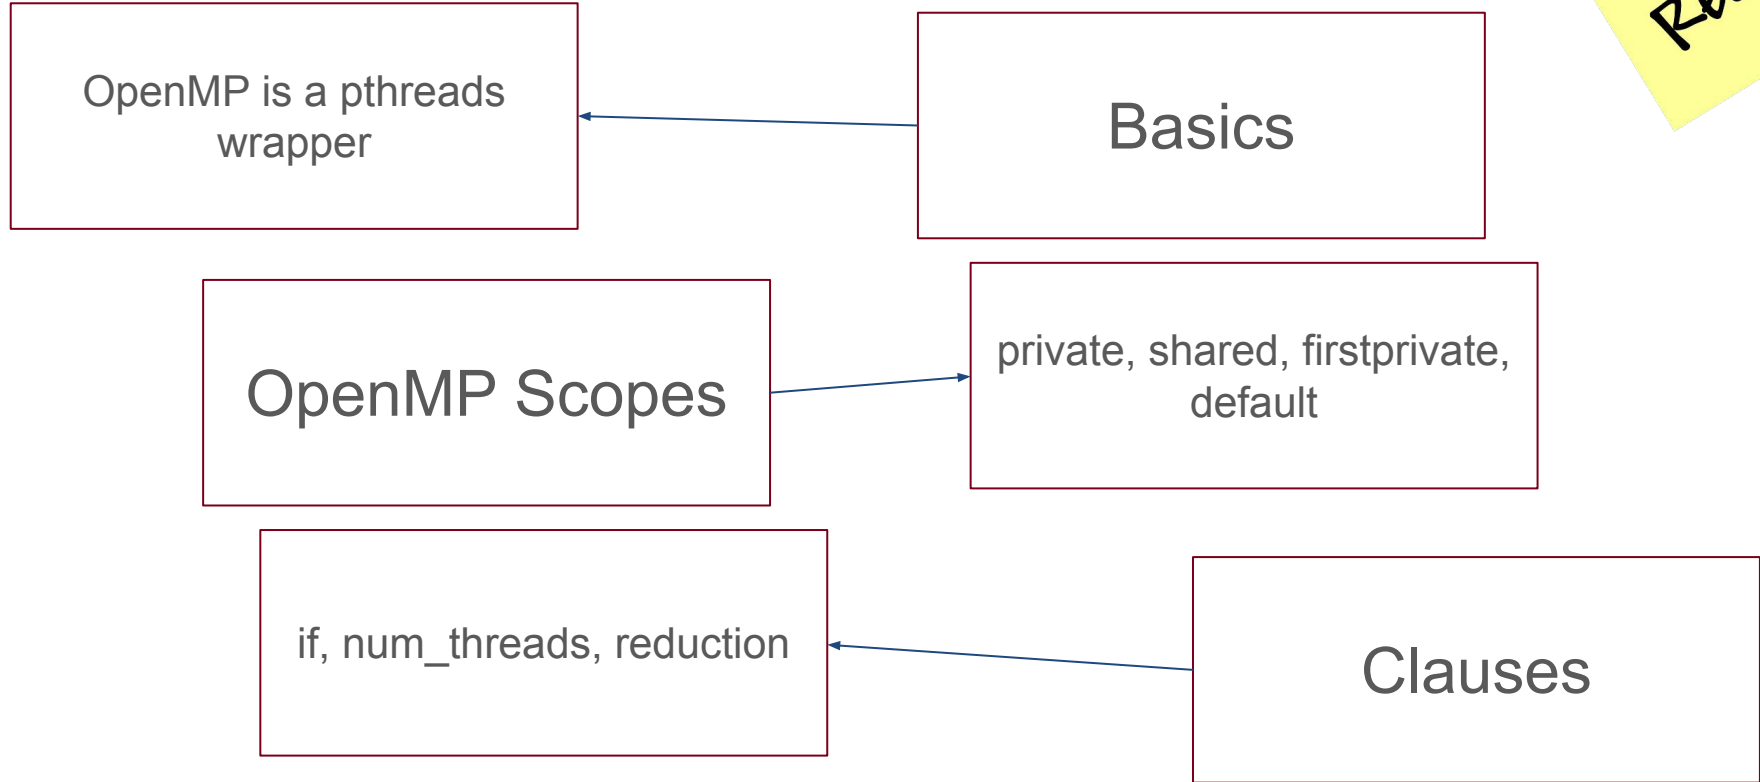 OpenMP is a pthreads
wrapper
Basics
OpenMP Scopes
private, shared, firstprivate,
default
if, num_threads, reduction
Clauses